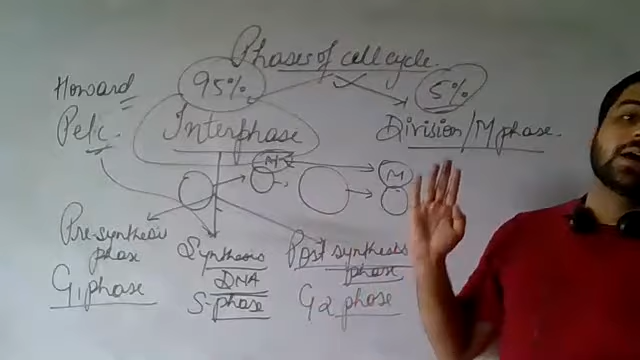 Phases of cell cycle.
Howard
95%
5%
Pelc.
Interphase
Division/M phase.
M
M
Pre-synthesis
phase
G1 phase
Synthesis
DNA
S-phase
Post synthesis
phase
G2 phase